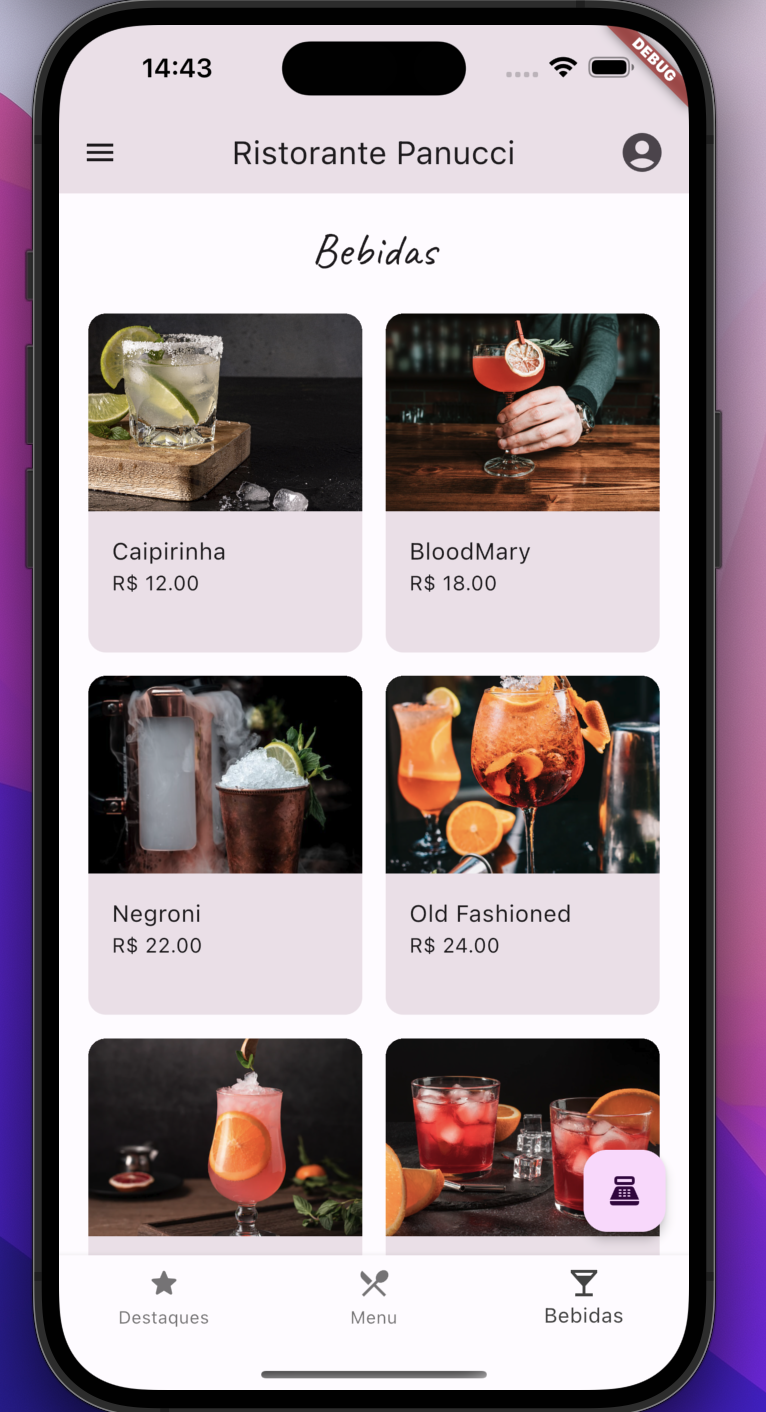 14:43
DEBUG
Ristorante Panucci
Bebidas
Caipirinha
R$ 12.00
BloodMary
R$ 18.00
Negroni
R$ 22.00
Old Fashioned
R$ 24.00
Destaques
Menu
Bebidas